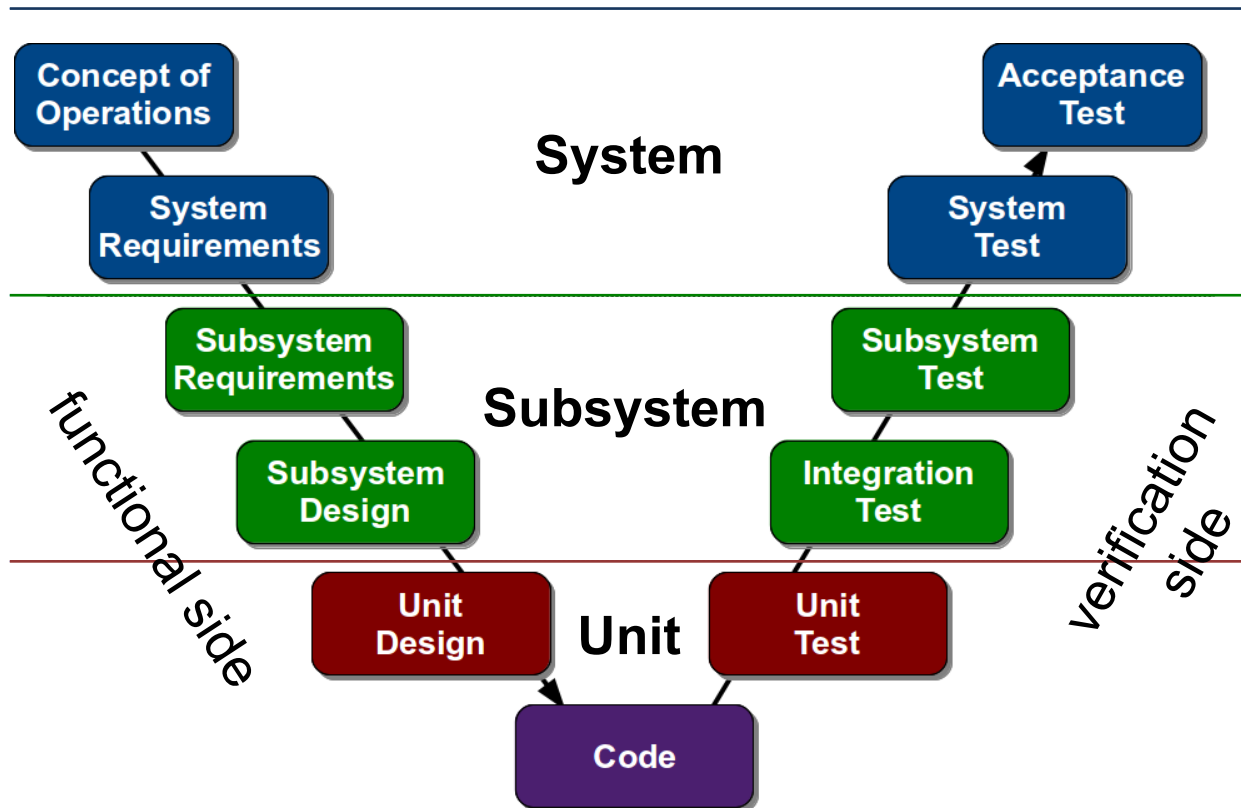 Concept of
Operations
Acceptance
Test
System
System
Requirements
System
Test
Subsystem
Requirements
Subsystem
Test
Subsystem
functional side
verification
side
Subsystem
Design
Integration
Test
Unit
Design
Unit
Unit
Test
Code